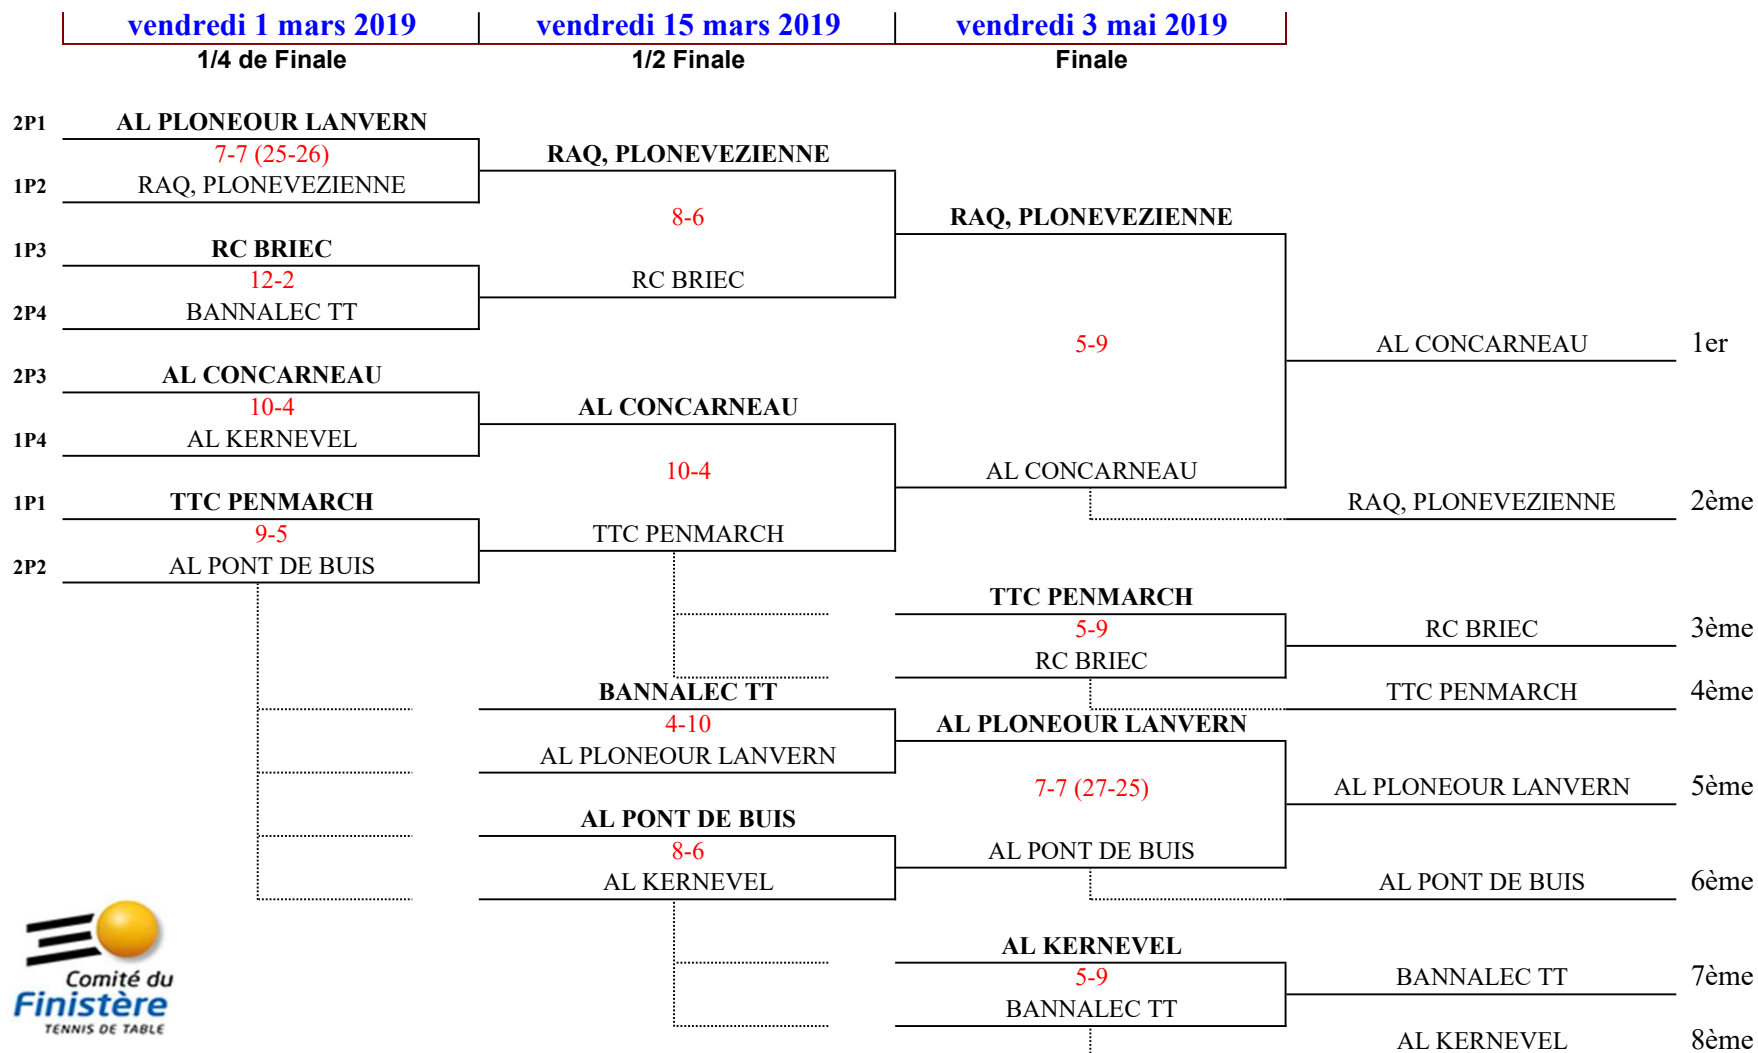 vendredi 1 mars 2019 vendredi 15 mars 2019 vendredi 3 mai 2019
1/4 de Finale 1/2 Finale Finale
2P1 AL PLONEOUR LANVERN
7-7 (25-26) RAQ, PLONEVEZIENNE
1P2 RAQ, PLONEVEZIENNE
8-6 RAQ, PLONEVEZIENNE
1P3 RC BRIEC
12-2 RC BRIEC
2P4 BANNALEC TT
5-9 AL CONCARNEAU 1er
2P3 AL CONCARNEAU
10-4 AL CONCARNEAU
1P4 AL KERNEVEL
10-4 AL CONCARNEAU
1P1 TTC PENMARCH RAQ, PLONEVEZIENNE 2ème
9-5 TTC PENMARCH
2P2 AL PONT DE BUIS
TTC PENMARCH
5-9 RC BRIEC 3ème
RC BRIEC
BANNALEC TT TTC PENMARCH 4ème
4-10 AL PLONEOUR LANVERN
AL PLONEOUR LANVERN
7-7 (27-25) AL PLONEOUR LANVERN 5ème
AL PONT DE BUIS
8-6 AL PONT DE BUIS
AL KERNEVEL AL PONT DE BUIS 6ème
AL KERNEVEL
5-9 BANNALEC TT 7ème
BANNALEC TT
AL KERNEVEL 8ème
Comité du
Finistère
TENNIS DE TABLE